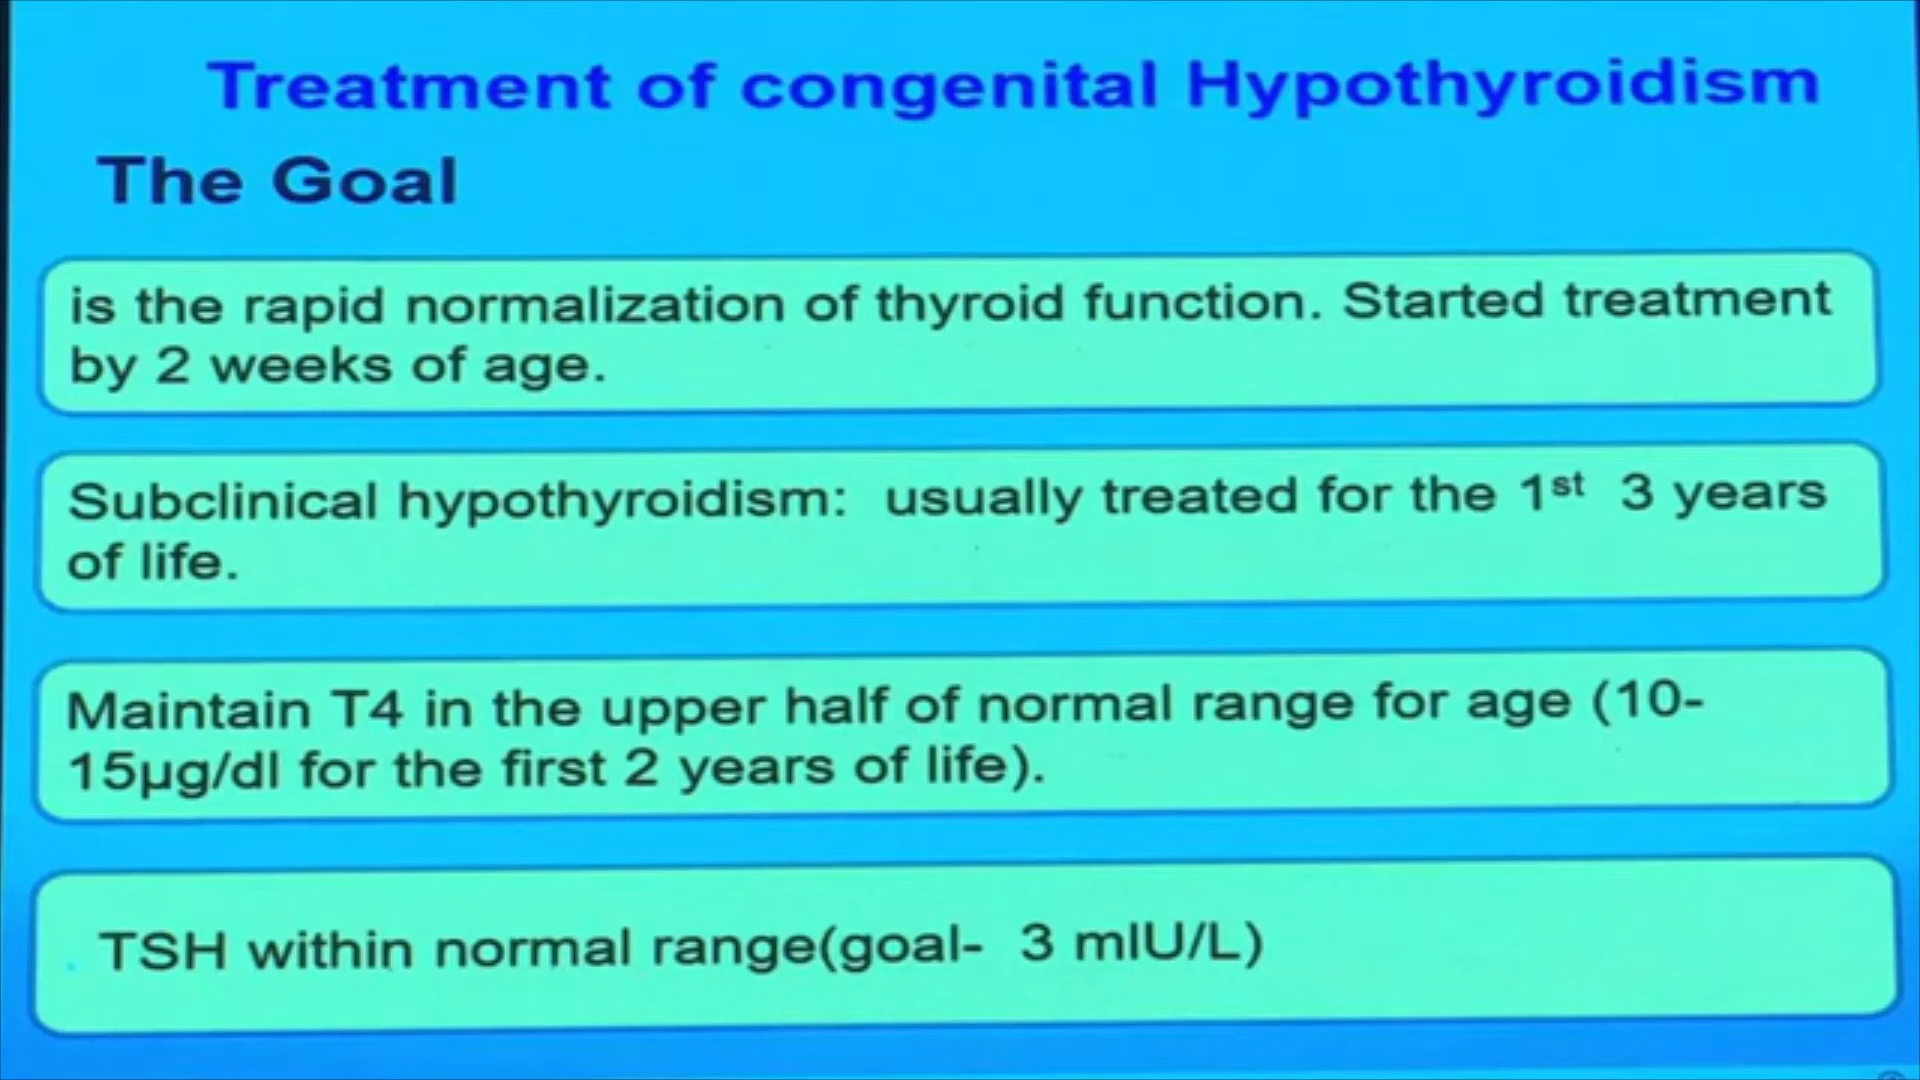 Treatment of congenital Hypothyroidism
The Goal
is the rapid normalization of thyroid function. Started treatment
by 2 weeks of age.
Subclinical hypothyroidism: usually treated for the 1st 3 years
of life.
Maintain T4 in the upper half of normal range for age (10-
15µg/dl for the first 2 years of life).
TSH within normal range(goal- 3 mIU/L)